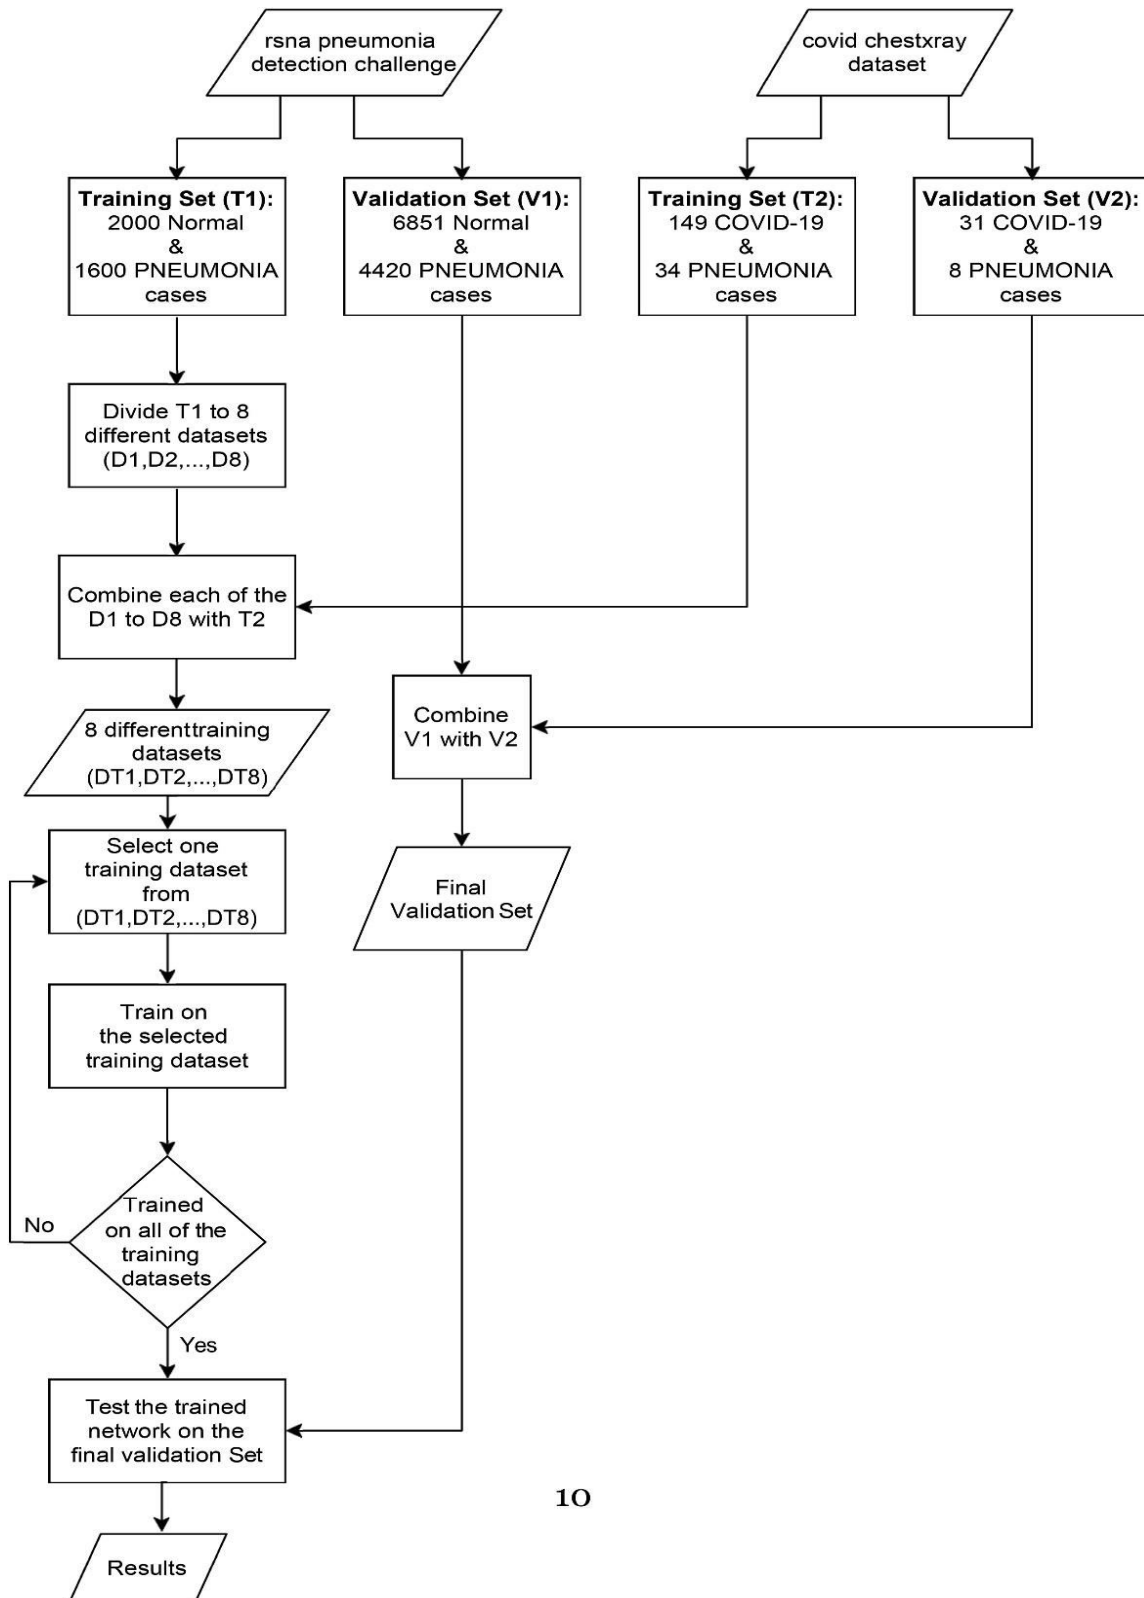 rsna pneumonia
detection challenge
covid chestxray
dataset
Training Set (T1):
2000 Normal
&
1600 PNEUMONIA
cases
Validation Set (V1):
6851 Normal
&
4420 PNEUMONIA
cases
Training Set (T2):
149 COVID-19
&
34 PNEUMONIA
cases
Validation Set (V2):
31 COVID-19
&
8 PNEUMONIA
cases
Divide T1 to 8
different datasets
(D1,D2,...,D8)
Combine each of the
D1 to D8 with T2
8 different training
datasets
(DT1,DT2,...,DT8)
Combine
V1 with V2
Select one
training dataset
from
(DT1,DT2,...,DT8)
Final
Validation Set
Train on
the selected
training dataset
Trained
on all of the
training
datasets
No
Yes
Test the trained
network on the
final validation Set
10
Results